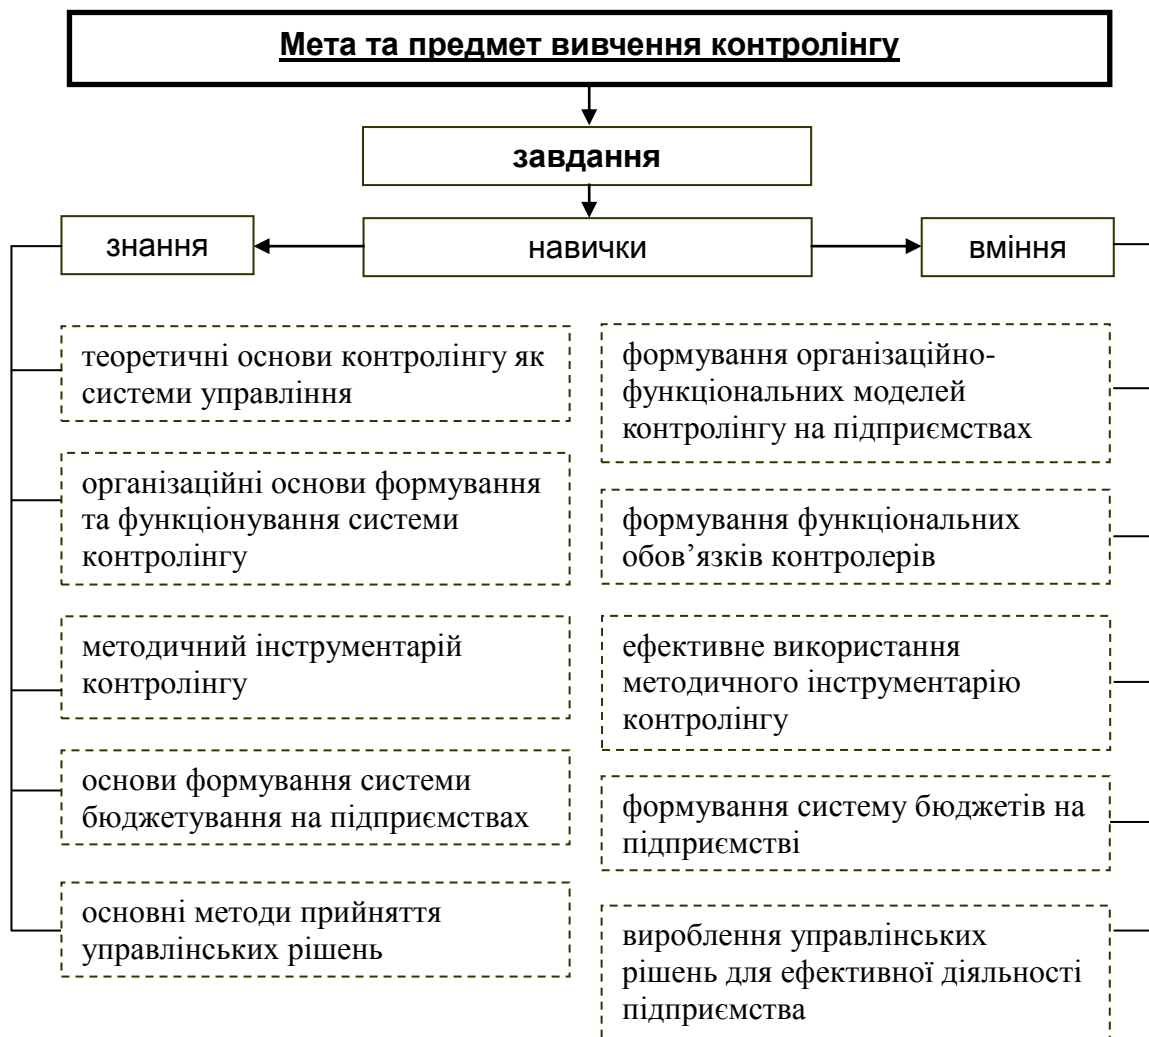 Мета та предмет вивчення контролінгу
завдання
знання
навички
вміння
теоретичні основи контролінгу як
системи управління
організаційні основи формування
та функціонування системи
контролінгу
методичний інструментарій
контролінгу
основи формування системи
бюджетування на підприємствах
основні методи прийняття
управлінських рішень
формування організаційно-
функціональних моделей
контролінгу на підприємствах
формування функціональних
обов’язків контролерів
ефективне використання
методичного інструментарію
контролінгу
формування систему бюджетів на
підприємстві
вироблення управлінських
рішень для ефективної діяльності
підприємства